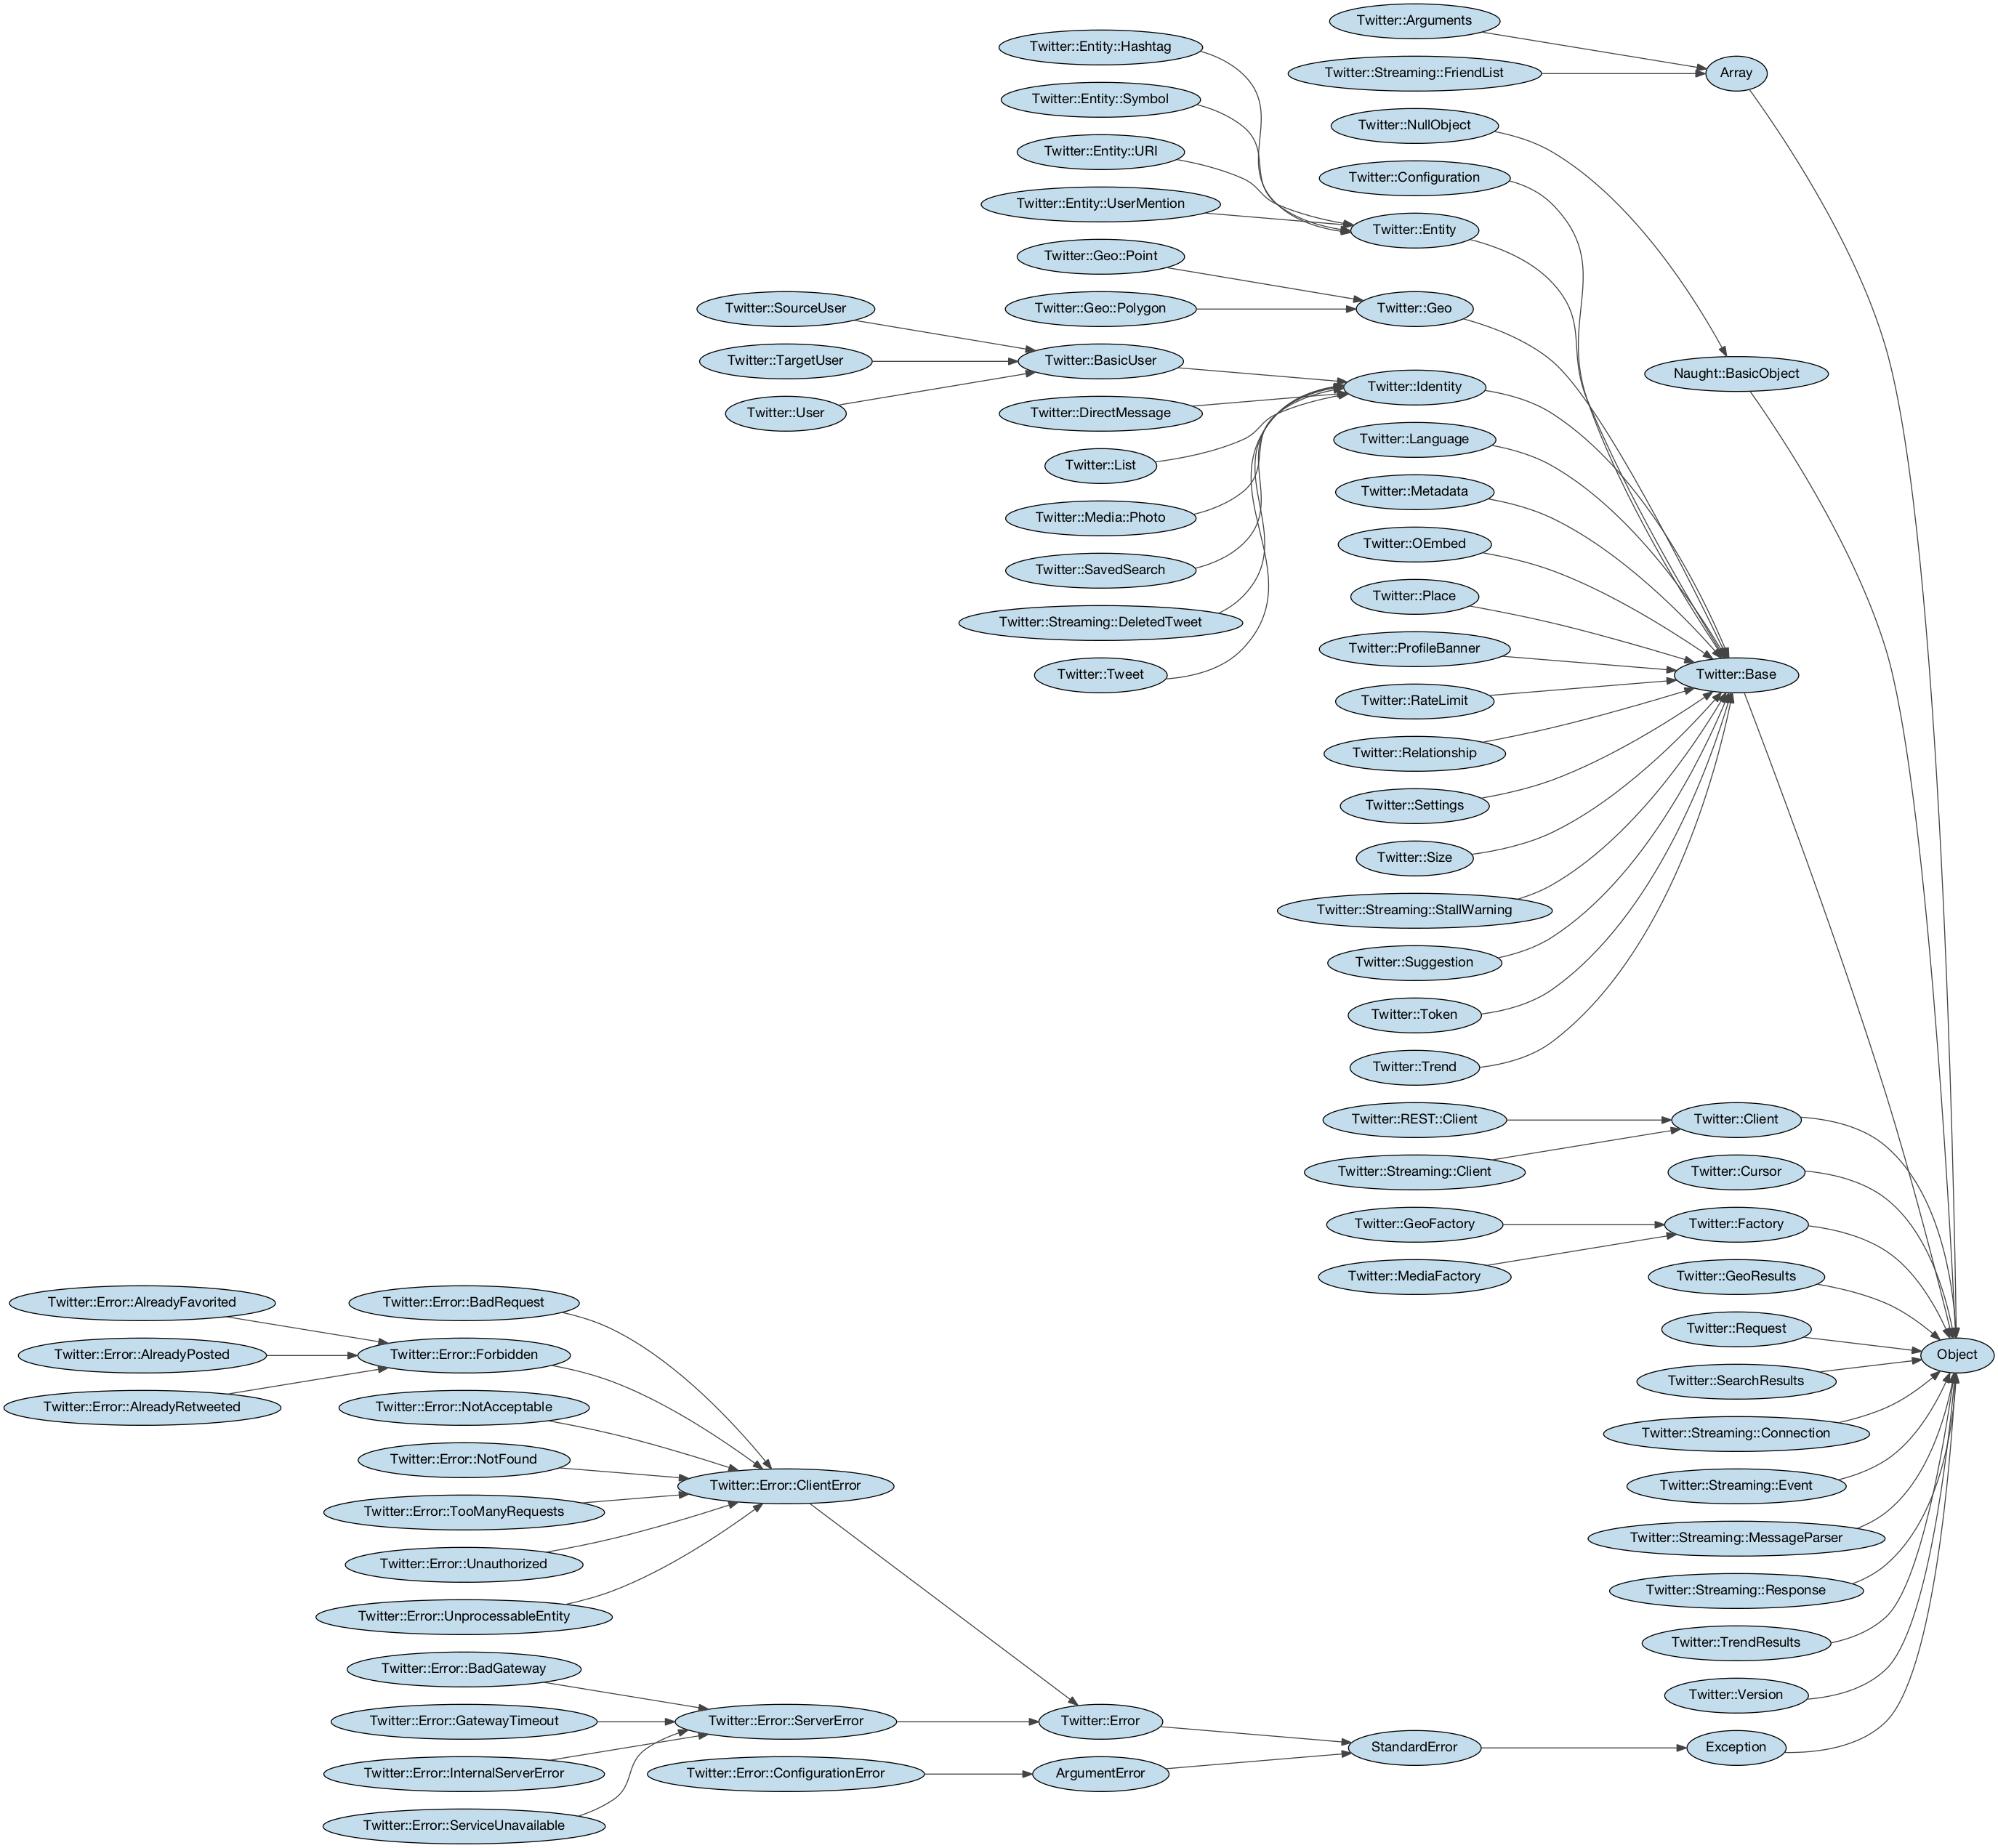 Twitter::Arguments
Twitter::Entity::Hashtag
Twitter::Streaming::FriendList
Array
Twitter::Entity::Symbol
Twitter::NullObject
Twitter::Entity::URI
Twitter::Configuration
Twitter::Entity::UserMention
Twitter::Entity
Twitter::Geo::Point
Twitter::SourceUser
Twitter::Geo::Polygon
Twitter::Geo
Twitter::TargetUser
Twitter::BasicUser
Naught::BasicObject
Twitter::Identity
Twitter::User
Twitter::DirectMessage
Twitter::Language
Twitter::List
Twitter::Metadata
Twitter::Media::Photo
Twitter::OEmbed
Twitter::SavedSearch
Twitter::Place
Twitter::Streaming::DeletedTweet
Twitter::ProfileBanner
Twitter::Tweet
Twitter::Base
Twitter::RateLimit
Twitter::Relationship
Twitter::Settings
Twitter::Size
Twitter::Streaming::StallWarning
Twitter::Suggestion
Twitter::Token
Twitter::Trend
Twitter::REST::Client
Twitter::Client
Twitter::Streaming::Client
Twitter::Cursor
Twitter::GeoFactory
Twitter::Factory
Twitter::MediaFactory
Twitter::GeoResults
Twitter::Error::AlreadyFavorited
Twitter::Error::BadRequest
Twitter::Request
Twitter::Error::AlreadyPosted
Twitter::Error::Forbidden
Object
Twitter::SearchResults
Twitter::Error::AlreadyRetweeted
Twitter::Error::NotAcceptable
Twitter::Streaming::Connection
Twitter::Error::NotFound
Twitter::Error::ClientError
Twitter::Streaming::Event
Twitter::Error::TooManyRequests
Twitter::Streaming::MessageParser
Twitter::Error::Unauthorized
Twitter::Streaming::Response
Twitter::Error::UnprocessableEntity
Twitter::TrendResults
Twitter::Error::BadGateway
Twitter::Version
Twitter::Error::GatewayTimeout
Twitter::Error::ServerError
Twitter::Error
StandardError
Exception
Twitter::Error::InternalServerError
Twitter::Error::ConfigurationError
ArgumentError
Twitter::Error::ServiceUnavailable